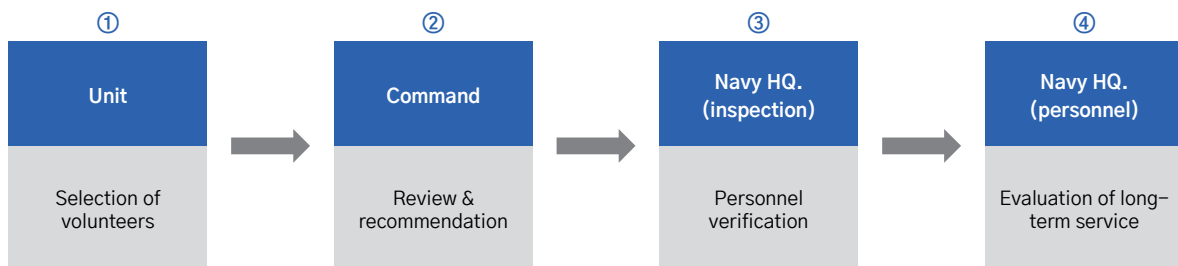 ①
Unit
Selection of
volunteers
②
Command
Review &
recommendation
③
Navy HQ.
(inspection)
Personnel
verification
④
Navy HQ.
(personnel)
Evaluation of long-
term service